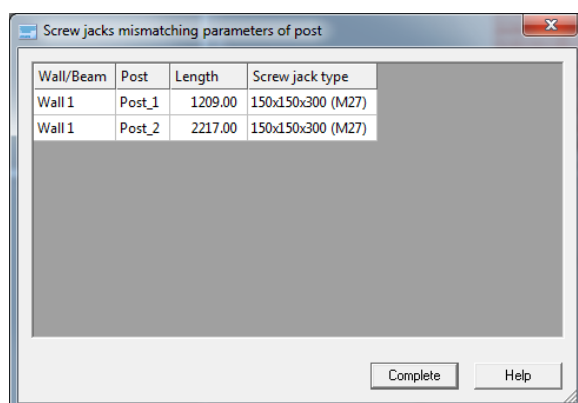 Screw jacks mismatching parameters of post
Wall/Beam Post Length Screw jack type
Wall 1 Post_1 1209.00 150x150x300 (M27)
Wall 1 Post_2 2217.00 150x150x300 (M27)
Complete Help